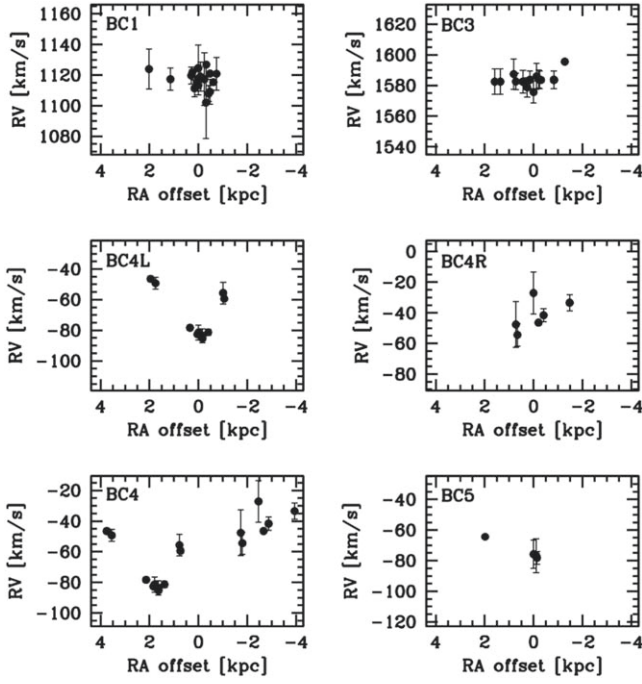 BC1
RV [km/s]
1160
1140
1120
1100
1080
4 2 0 -2 -4
RA offset [kpc]
BC3
RV [km/s]
1620
1600
1580
1560
1540
4 2 0 -2 -4
RA offset [kpc]
BC4L
RV [km/s]
-40
-60
-80
-100
4 2 0 -2 -4
RA offset [kpc]
BC4R
RV [km/s]
0
-20
-40
-60
-80
4 2 0 -2 -4
RA offset [kpc]
BC4
RV [km/s]
-20
-40
-60
-80
-100
4 2 0 -2 -4
RA offset [kpc]
BC5
RV [km/s]
-40
-60
-80
-100
-120
4 2 0 -2 -4
RA offset [kpc]